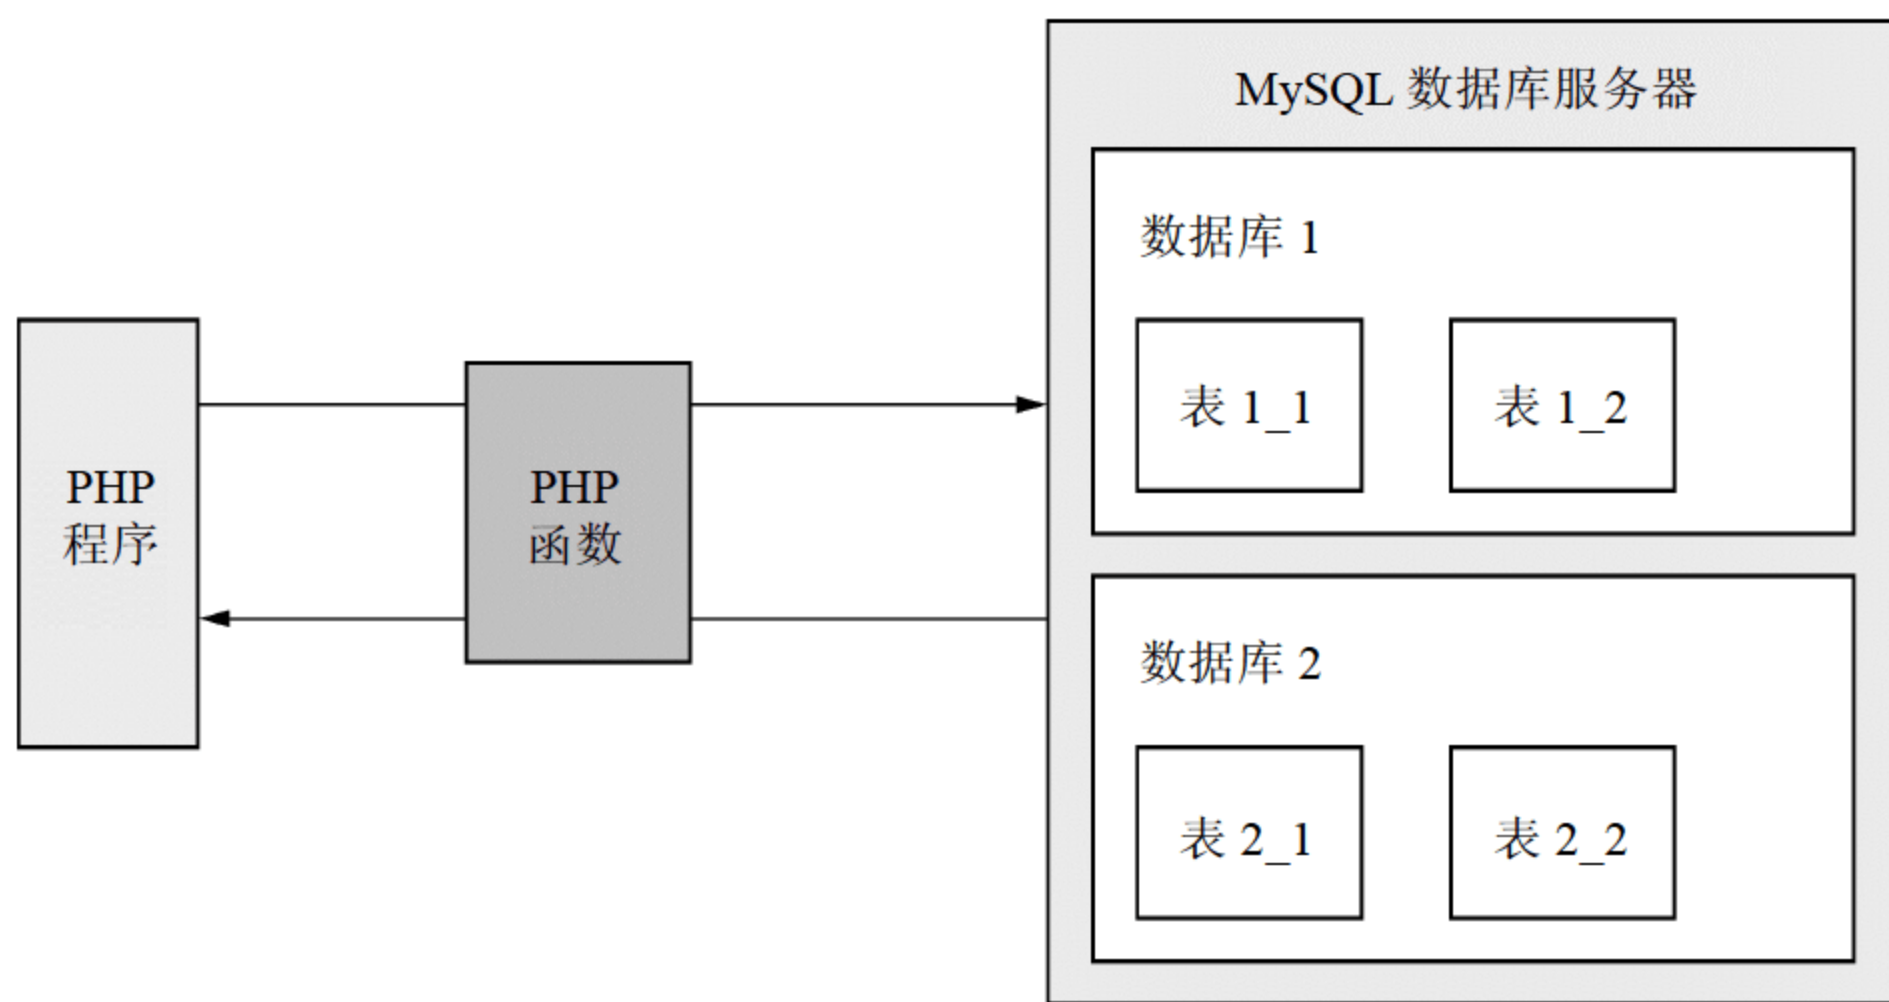 MySQL 数据库服务器
数据库 1
表 1_1
表 1_2
PHP
程序
PHP
函数
数据库 2
表 2_1
表 2_2